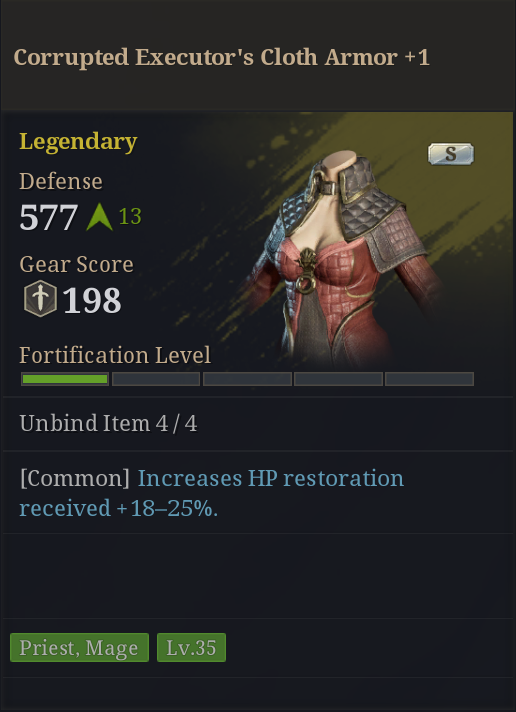 Corrupted Executor's Cloth Armor +1
Legendary
S
Defense
577 13
Gear Score
198
Fortification Level
Unbind Item 4 / 4
[Common] Increases HP restoration
received +18–25%.
Priest, Mage Lv.35